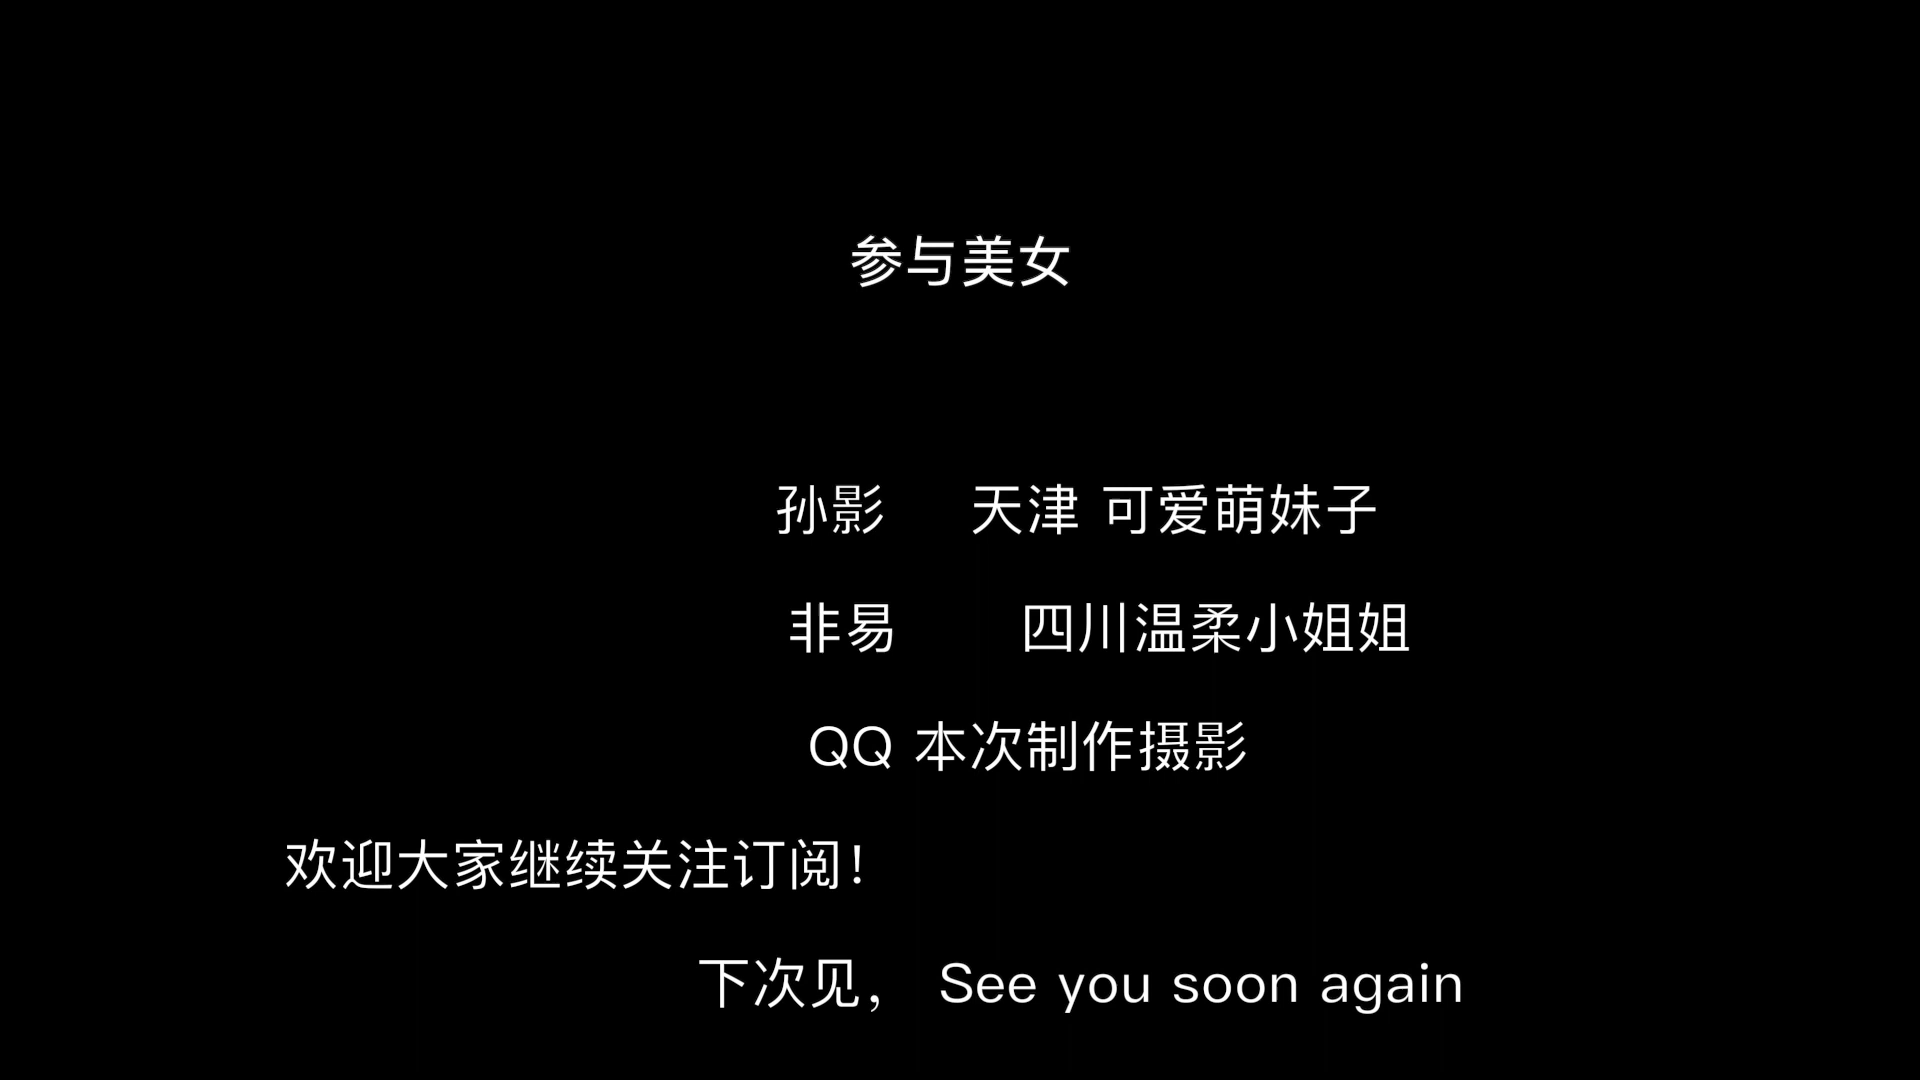 参与美女
孙影 天津 可爱萌妹子
非易 四川温柔小姐姐
QQ 本次制作摄影
欢迎大家继续关注订阅！
下次见， See you soon again